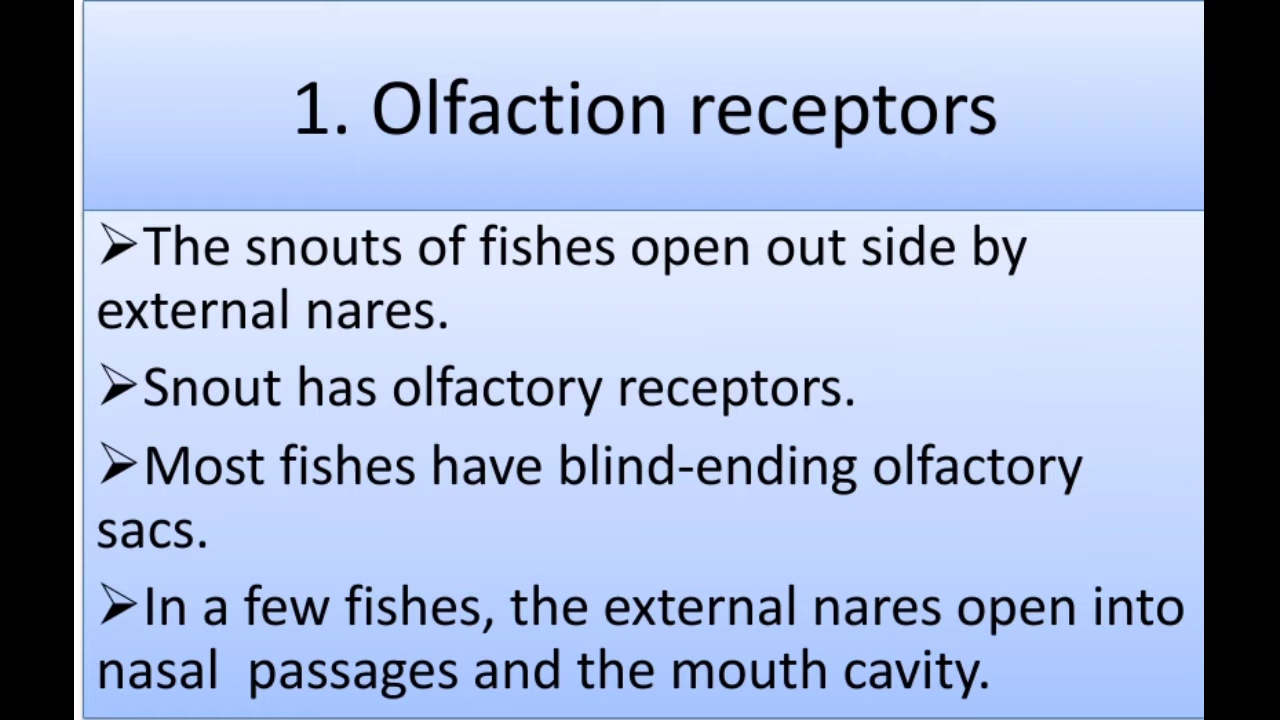 1. Olfaction receptors
➢The snouts of fishes open out side by
external nares.
➢Snout has olfactory receptors.
➢Most fishes have blind-ending olfactory
sacs.
➢In a few fishes, the external nares open into
nasal  passages and the mouth cavity.